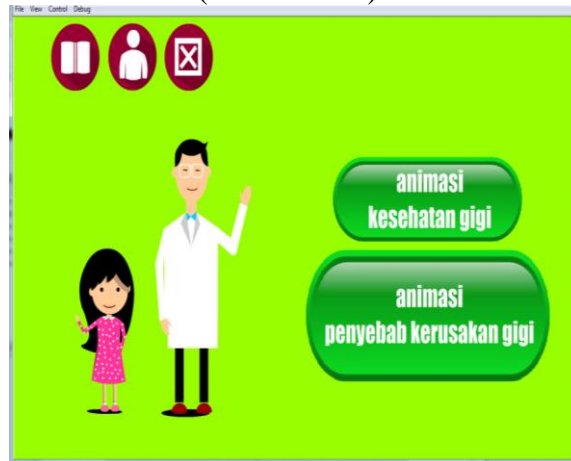 File View Control Debug
animasi
kesehatan gigi
animasi
penyebab kerusakan gigi